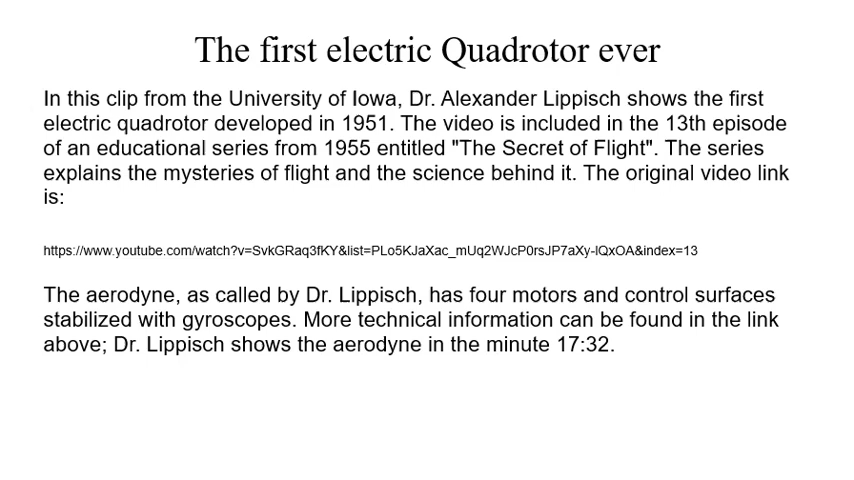 The first electric Quadrotor ever
In this clip from the University of Iowa, Dr. Alexander Lippisch shows the first
electric quadrotor developed in 1951. The video is included in the 13th episode
of an educational series from 1955 entitled "The Secret of Flight". The series
explains the mysteries of flight and the science behind it. The original video link
is:
https://www.youtube.com/watch?v=SvkGRaq3fKY&list=PLo5KJaXac_mUq2WJcP0rsJP7aXy-lQxOA&index=13
The aerodyne, as called by Dr. Lippisch, has four motors and control surfaces
stabilized with gyroscopes. More technical information can be found in the link
above; Dr. Lippisch shows the aerodyne in the minute 17:32.